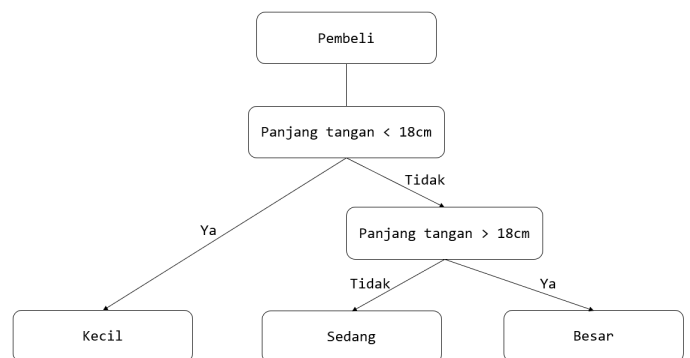 Pembeli
Panjang tangan < 18cm
Tidak
Ya
Panjang tangan > 18cm
Tidak
Ya
Kecil
Sedang
Besar